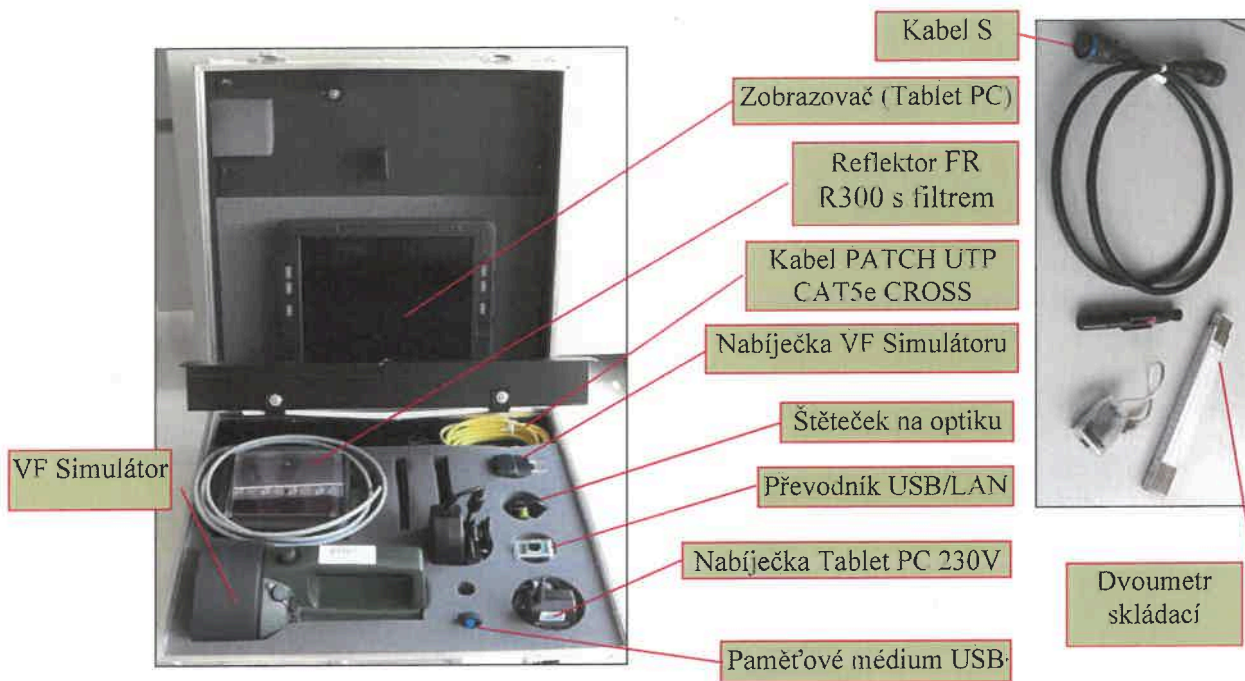 Kabel S
Zobrazovač (Tablet PC)
Reflektor FR
R300 s filtrem
Kabel PATCH UTP
CAT5e CROSS
Nabíječka VF Simulátoru
Štěteček na optiku
VF Simulátor
Převodník USB/LAN
Nabíječka Tablet PC 230V
Dvoumetr
skládací
Paměťové médium USB